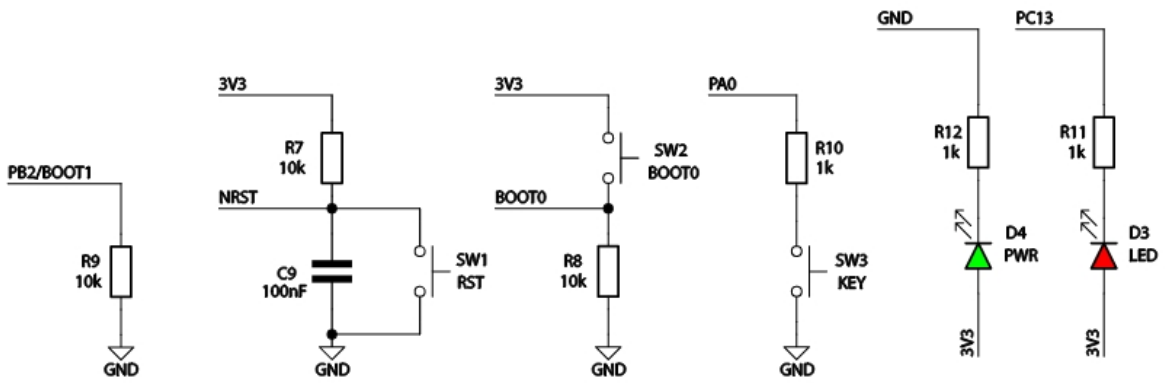 PB2/BOOT1
R9
10k
GND
3V3
R7
10k
NRST
C9
100nF
SW1
RST
GND
3V3
SW2
BOOT0
BOOT0
R8
10k
GND
PA0
R10
1k
SW3
KEY
GND
GND
R12
1k
D4
PWR
3V3
PC13
R11
1k
D3
LED
3V3